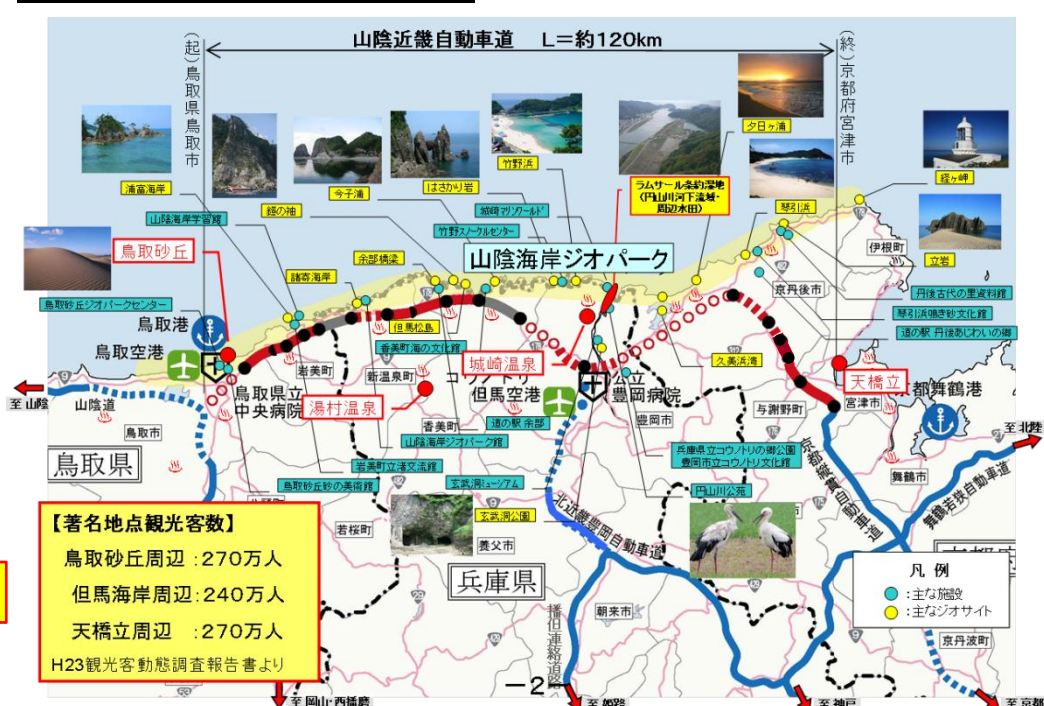 山陰近畿自動車道　L＝約120km
(起)鳥取県鳥取市
(終)京都府宮津市
浦富海岸
鎧の袖
今子浦
はさかり岩
竹野浜
ラムサール条約湿地
(円山川河下流域・
周辺水田)
夕日ヶ浦
経ヶ岬
山陰海岸学習館
城崎マリンワールド
竹野スノーケルセンター
琴引浜
立岩
伊根町
鳥取砂丘
諸寄海岸
余部橋梁
山陰海岸ジオパーク
京丹後市
丹後古代の里資料館
琴引浜鳴き砂文化館
道の駅 丹後あじわいの郷
鳥取砂丘ジオパークセンター
鳥取港
鳥取空港
但馬松島
香美町海の文化館
岩美町
新温泉町
城崎温泉
久美浜湾
天橋立
京都舞鶴港
宮津市
与謝野町
至 山陰
山陰道
鳥取県立
中央病院
湯村温泉
コウノトリ
但馬空港
公立
豊岡病院
豊岡市
香美町
道の駅 余部
至 北陸
鳥取市
鳥取県
山陰海岸ジオパーク館
岩美町立渚交流館
鳥取砂丘砂の美術館
兵庫県立コウノトリの郷公園
豊岡市立コウノトリ文化館
玄武洞ミュージアム
円山川公苑
玄武洞公園
北近畿豊岡自動車道
京都縦貫自動車道
舞鶴若狭自動車道
舞鶴市
若桜町
養父市
兵庫県
朝来市
播但連絡道路
京丹波町
【著名地点観光客数】
鳥取砂丘周辺：270万人
但馬海岸周辺：240万人
天橋立周辺　：270万人
H23観光客動態調査報告書より
凡 例
：主な施設
：主なジオサイト
－2－
至 岡山・西播磨
至 姫路
至 神戸
至 京都